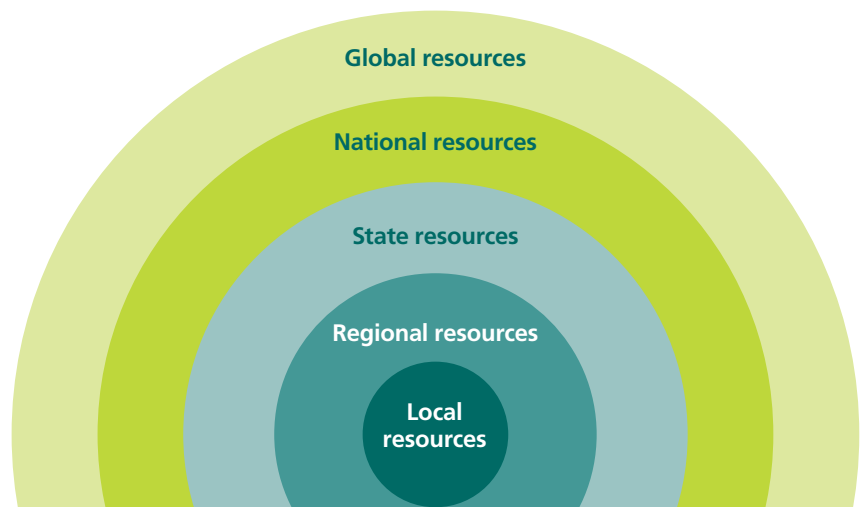 Global resources
National resources
State resources
Regional resources
Local
resources